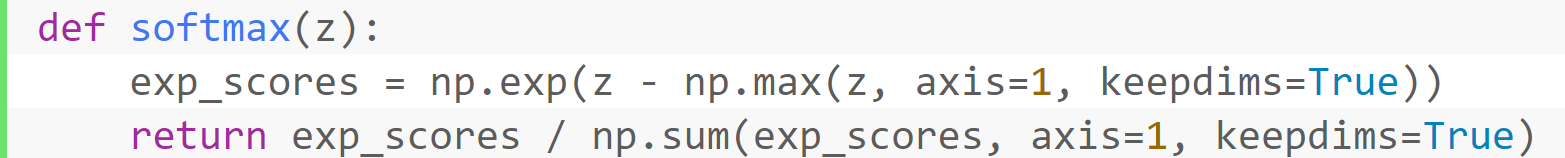 def softmax(z):
    exp_scores = np.exp(z - np.max(z, axis=1, keepdims=True))
    return exp_scores / np.sum(exp_scores, axis=1, keepdims=True)